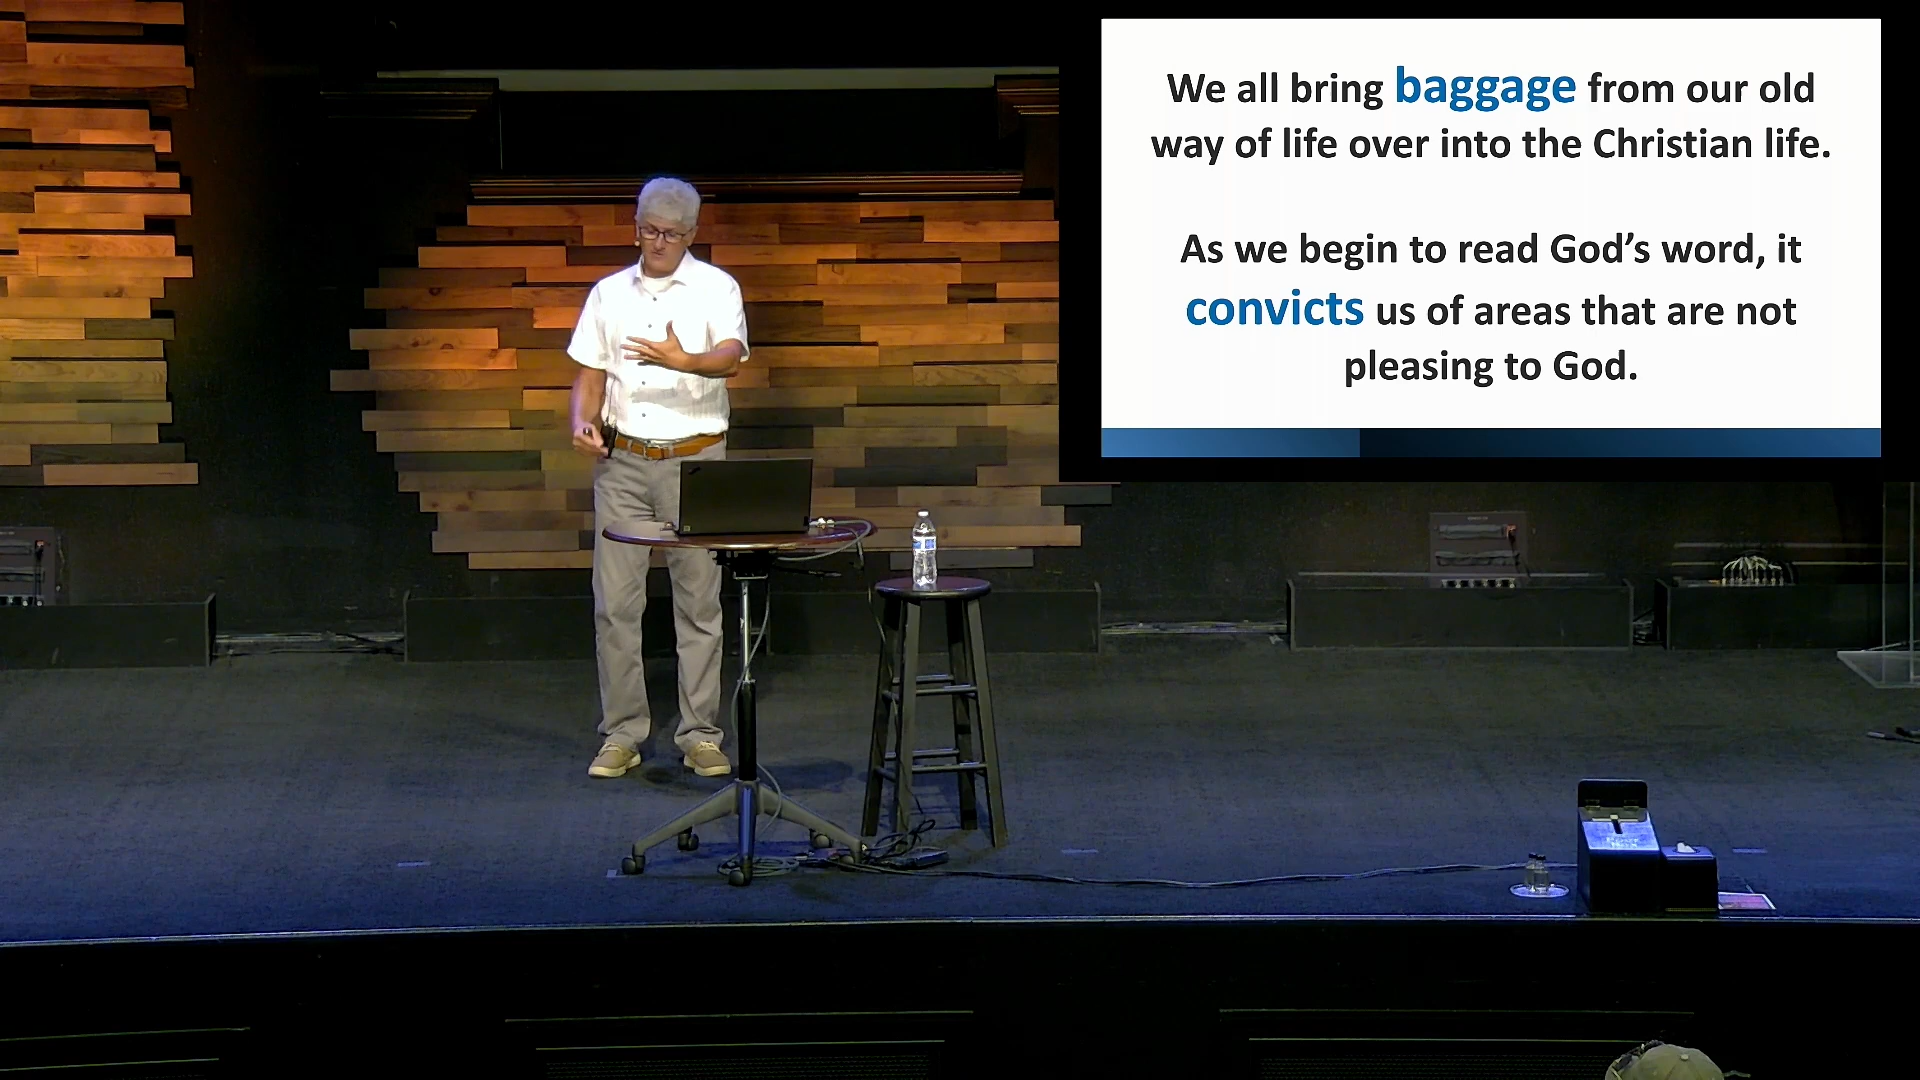 We all bring baggage from our old
way of life over into the Christian life.
As we begin to read God's word, it
convicts us of areas that are not
pleasing to God.